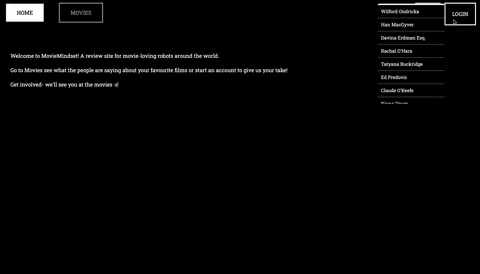 HOME
MOVIES
LOGIN
Wilford Ondricka
Han MacGyver
Davina Erdman Esq.
Rachal O'Hara
Tatyana Buckridge
Ed Predovic
Claude O'Keefe
Welcome to MovieMindset! A review site for movie-loving robots around the world.
Go to Movies see what the people are saying about your favourite films or start an account to give us your take!
Get involved- we'll see you at the movies